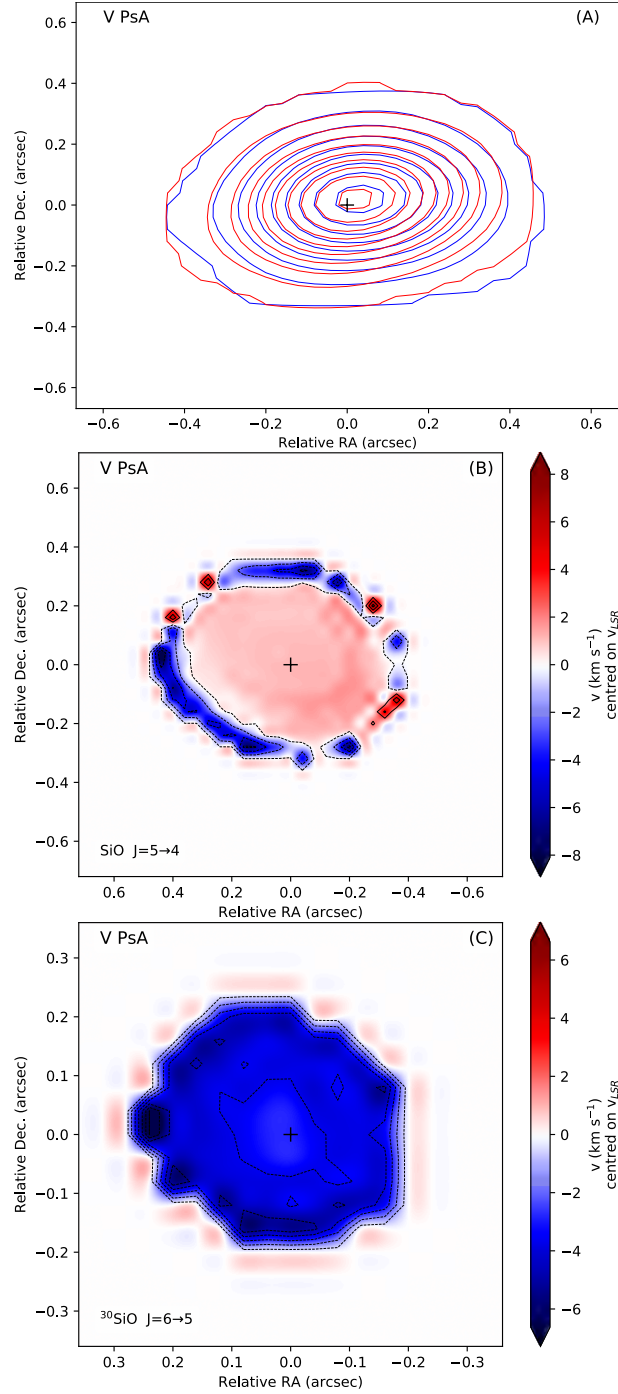 V PsA
(A)
0.6
0.4
0.2
0.0
−0.2
−0.4
−0.6
Relative Dec. (arcsec)
−0.6 −0.4 −0.2 0.0 0.2 0.4 0.6
Relative RA (arcsec)
V PsA
(B)
0.6
0.4
0.2
0.0
−0.2
−0.4
−0.6
Relative Dec. (arcsec)
SiO J=5→4
0.6 0.4 0.2 0.0 −0.2 −0.4 −0.6
Relative RA (arcsec)
8
6
4
2
0
−2
−4
−6
−8
v (km s⁻¹)
centred on v_LSR
V PsA
(C)
0.3
0.2
0.1
0.0
−0.1
−0.2
−0.3
Relative Dec. (arcsec)
³⁰SiO J=6→5
0.3 0.2 0.1 0.0 −0.1 −0.2 −0.3
Relative RA (arcsec)
6
4
2
0
−2
−4
−6
v (km s⁻¹)
centred on v_LSR